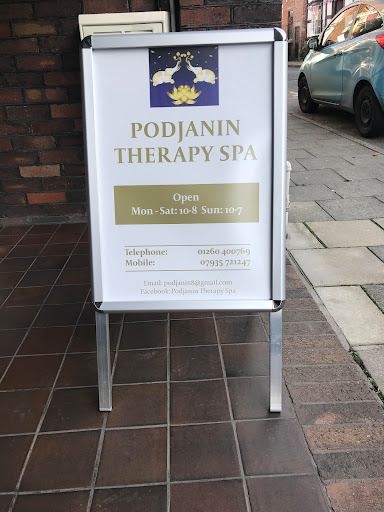 PODJANIN
THERAPY SPA
Open
Mon - Sat: 10-8 Sun: 10-7
Telephone: 01260 400769
Mobile: 07935 721247
Email: podjanin8@gmail.com
Facebook: Podjanin Therapy Spa